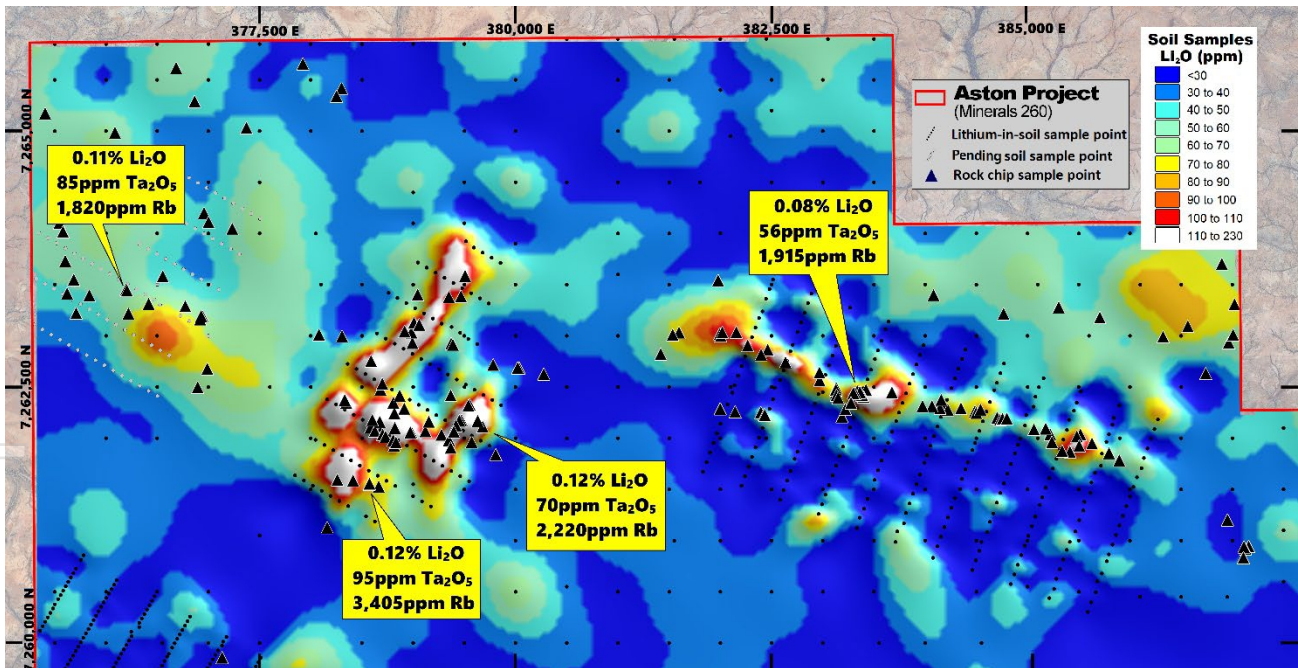 377,500 E
380,000 E
382,500 E
385,000 E
7,265,000 N
7,262,500 N
7,260,000 N
Soil Samples
LI₂O (ppm)
<30
30 to 40
40 to 50
50 to 60
60 to 70
70 to 80
80 to 90
90 to 100
100 to 110
110 to 230
Aston Project
(Minerals 260)
Lithium-in-soil sample point
Pending soil sample point
Rock chip sample point
0.11% Li₂O
85ppm Ta₂O₅
1,820ppm Rb
0.08% Li₂O
56ppm Ta₂O₅
1,915ppm Rb
0.12% Li₂O
70ppm Ta₂O₅
2,220ppm Rb
0.12% Li₂O
95ppm Ta₂O₅
3,405ppm Rb